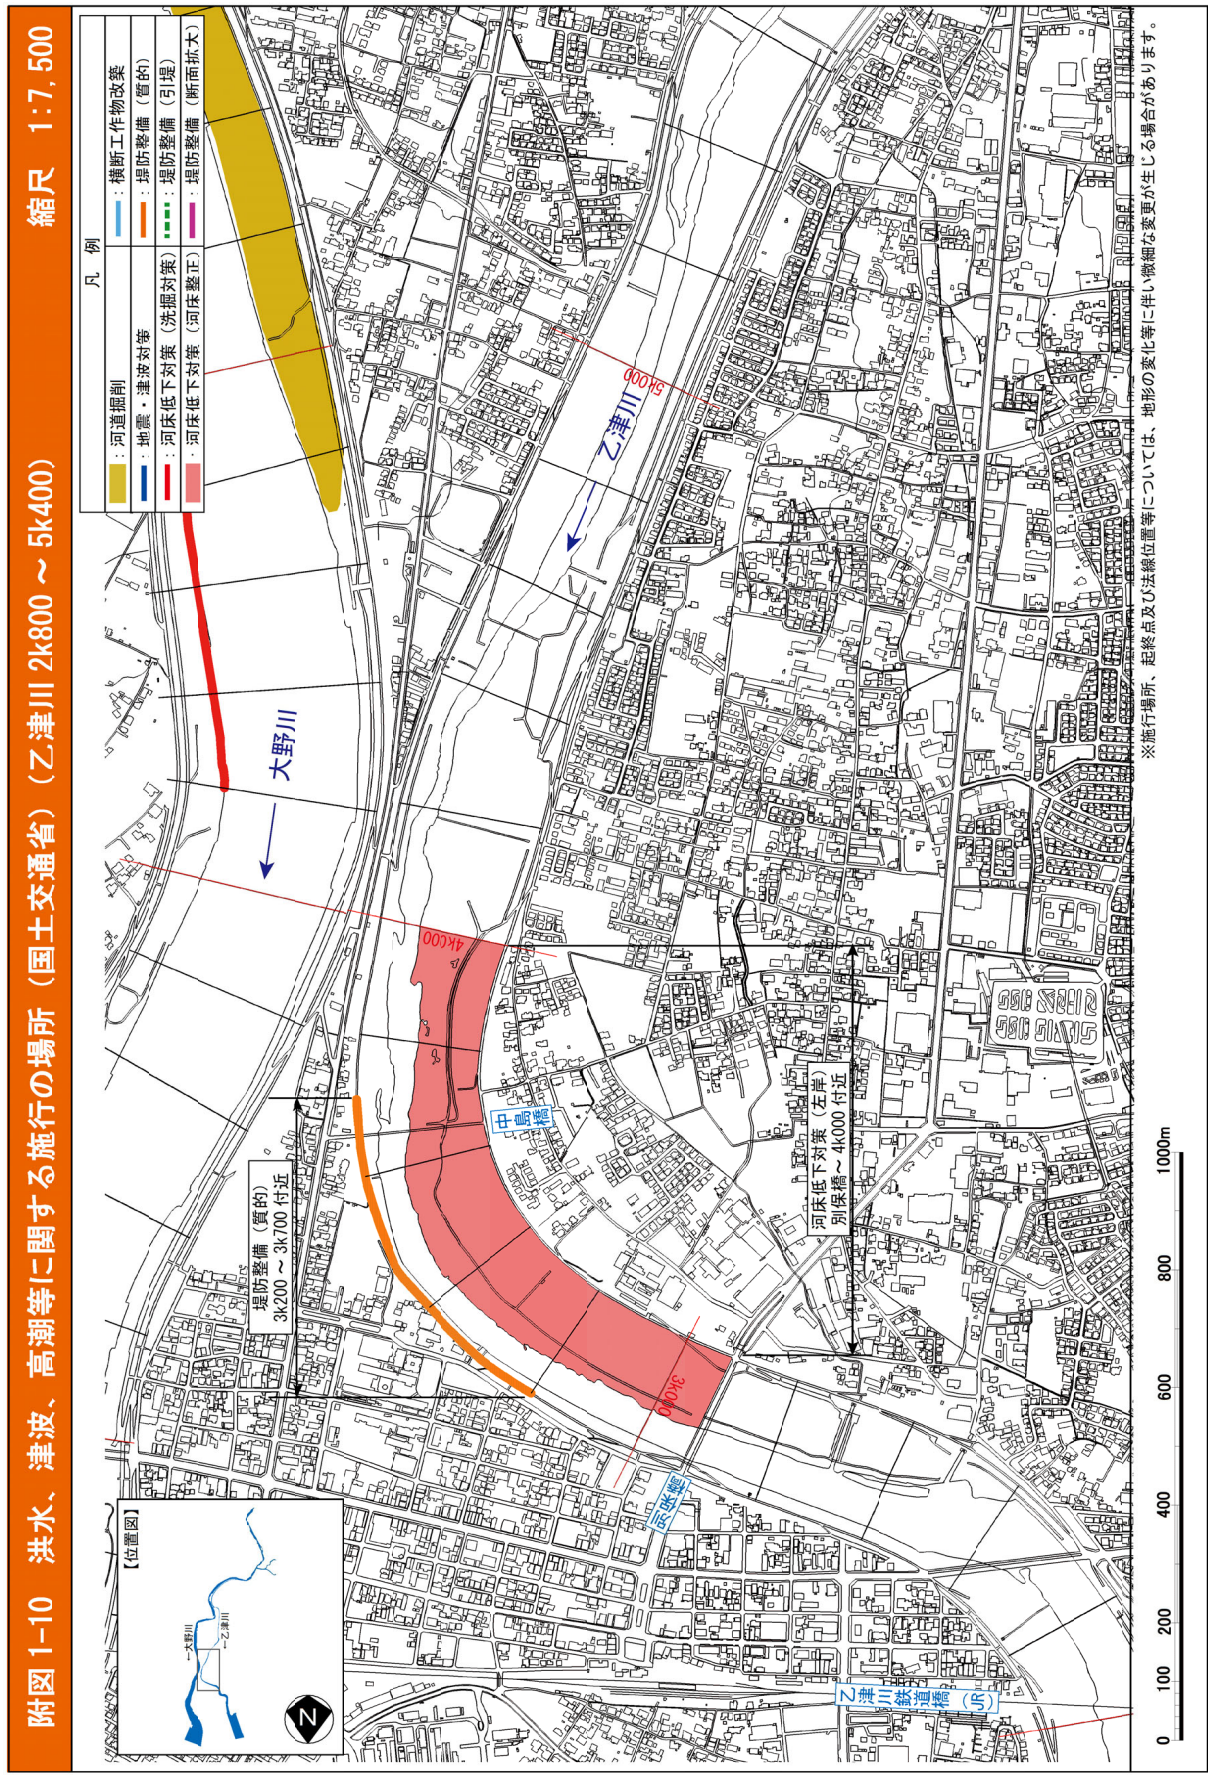 附図 1-10　洪水、津波、高潮等に関する施行の場所（国土交通省）（乙津川 2k800 ～ 5k400）　縮尺　1:7,500
凡　例
：河道掘削
：横断工作物改築
：地震・津波対策
：堤防整備（質的）
：河床低下対策（洗掘対策）
：堤防整備（引堤）
：河床低下対策（河床整正）
：堤防整備（断面拡大）
大野川
乙津川
5k000
4k000
3k000
堤防整備（質的）
3k200 ～ 3k700 付近
中島橋
河床低下対策（左岸）
別保橋～ 4k000 付近
別保橋
乙津川鉄道橋（JR）
【位置図】
←大野川
←乙津川
N
0　100　200　400　600　800　1000m
※施行場所、起終点及び法線位置等については、地形の変化等に伴い微細な変更が生じる場合があります。